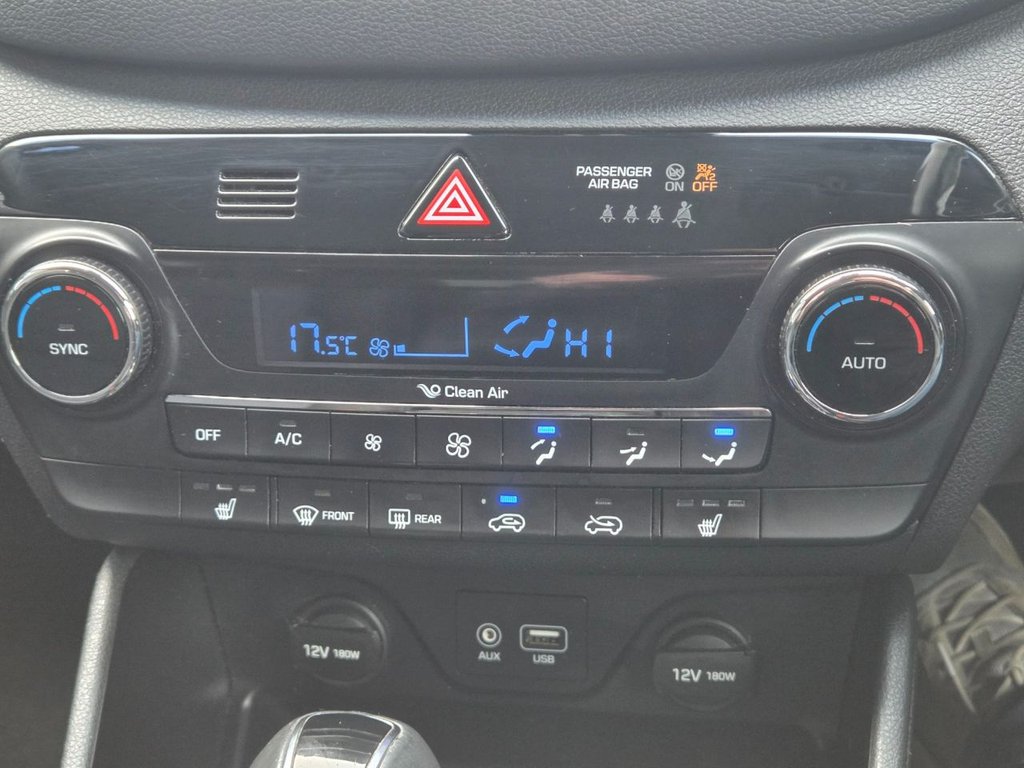 PASSENGER
AIR BAG
ON
OFF
SYNC
17.5°C
HI
AUTO
Clean Air
OFF
A/C
FRONT
REAR
12V 180W
AUX
USB
12V 180W